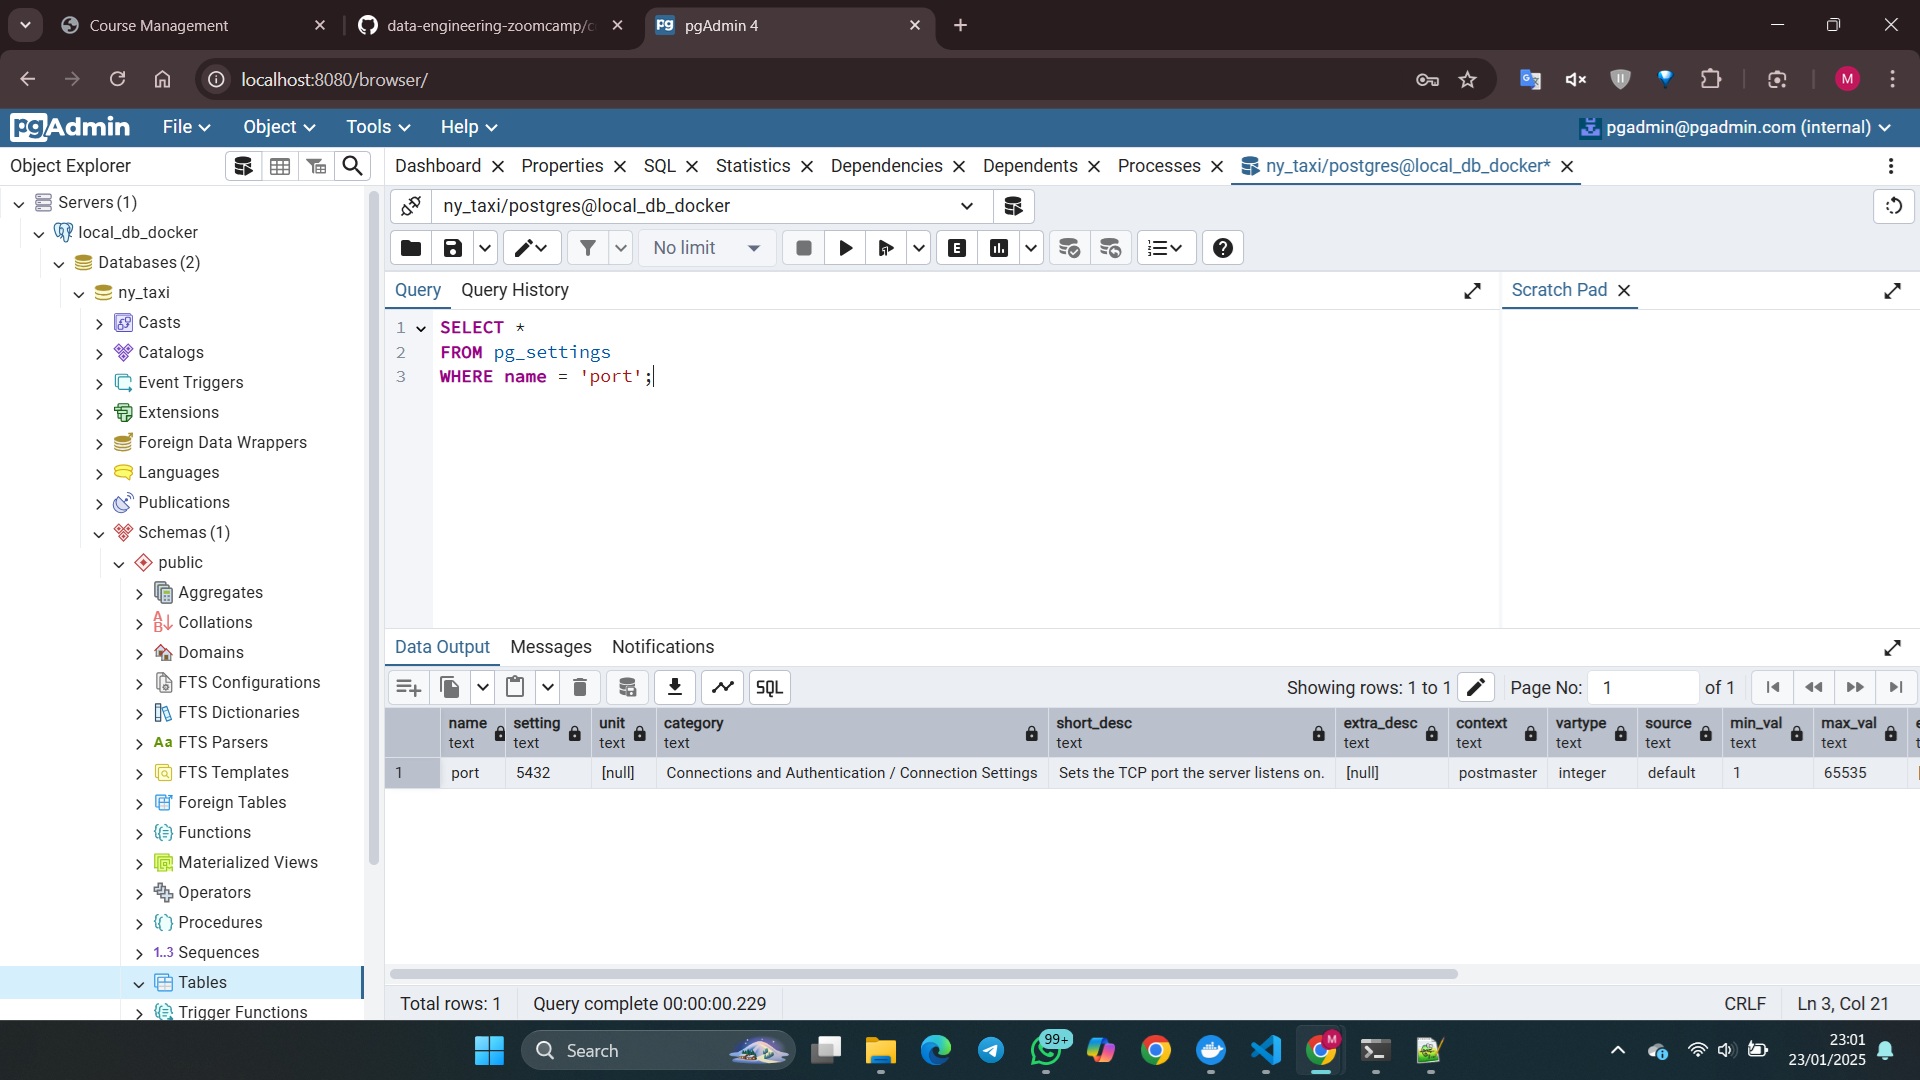 Course Management
data-engineering-zoomcamp/c
pg pgAdmin 4
localhost:8080/browser/
M
pgAdmin File Object Tools Help pgadmin@pgadmin.com (internal)
Object Explorer
Dashboard Properties SQL Statistics Dependencies Dependents Processes ny_taxi/postgres@local_db_docker*
Servers (1)
local_db_docker
Databases (2)
ny_taxi
Casts
Catalogs
Event Triggers
Extensions
Foreign Data Wrappers
Languages
Publications
Schemas (1)
public
Aggregates
Collations
Domains
FTS Configurations
FTS Dictionaries
Aa FTS Parsers
FTS Templates
Foreign Tables
Functions
Materialized Views
Operators
Procedures
1..3 Sequences
Tables
Trigger Functions
ny_taxi/postgres@local_db_docker
No limit E
Query Query History
Scratch Pad
1 SELECT *
2 FROM pg_settings
3 WHERE name = 'port';
Data Output Messages Notifications
SQL Showing rows: 1 to 1 Page No: 1 of 1
name setting unit category short_desc extra_desc context vartype source min_val max_val
text text text text text text text text text text text
1 port 5432 [null] Connections and Authentication / Connection Settings Sets the TCP port the server listens on. [null] postmaster integer default 1 65535
Total rows: 1 Query complete 00:00:00.229 CRLF Ln 3, Col 21
Search 99+ M 23:01
23/01/2025